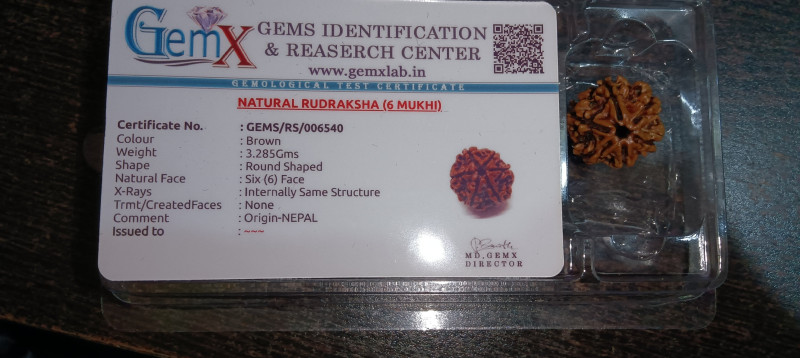 GemX GEMS IDENTIFICATION
& REASERCH CENTER
www.gemxlab.in
GEMOLOGICAL TEST CERTIFICATE
NATURAL RUDRAKSHA (6 MUKHI)
Certificate No. : GEMS/RS/006540
Colour : Brown
Weight : 3.285Gms
Shape : Round Shaped
Natural Face : Six (6) Face
X-Rays : Internally Same Structure
Trmt/CreatedFaces : None
Comment : Origin-NEPAL
Issued to : ---
MD.GEMX
DIRECTOR